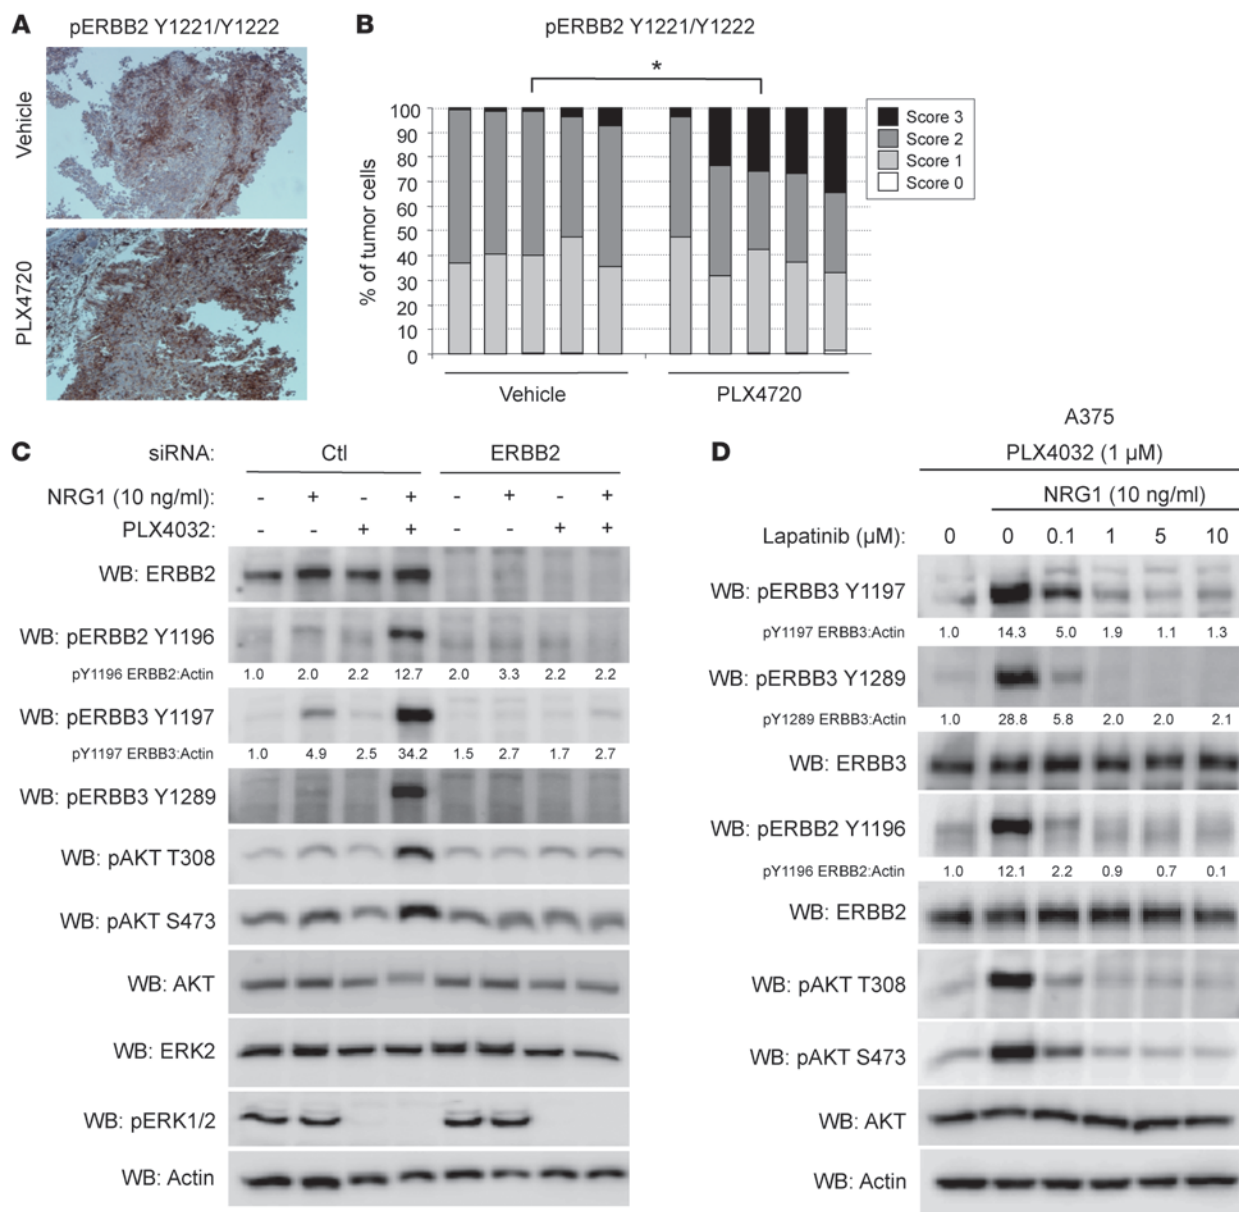 A pERBB2 Y1221/Y1222
Vehicle
PLX4720
B pERBB2 Y1221/Y1222
*
% of tumor cells
100
90
80
70
60
50
40
30
20
10
0
Vehicle PLX4720
Score 3
Score 2
Score 1
Score 0
C siRNA: Ctl ERBB2
NRG1 (10 ng/ml): - + - + - + - +
PLX4032: - - + + - - + +
WB: ERBB2
WB: pERBB2 Y1196
pY1196 ERBB2:Actin 1.0 2.0 2.2 12.7 2.0 3.3 2.2 2.2
WB: pERBB3 Y1197
pY1197 ERBB3:Actin 1.0 4.9 2.5 34.2 1.5 2.7 1.7 2.7
WB: pERBB3 Y1289
WB: pAKT T308
WB: pAKT S473
WB: AKT
WB: ERK2
WB: pERK1/2
WB: Actin
D A375
PLX4032 (1 µM)
NRG1 (10 ng/ml)
Lapatinib (µM): 0 0 0.1 1 5 10
WB: pERBB3 Y1197
pY1197 ERBB3:Actin 1.0 14.3 5.0 1.9 1.1 1.3
WB: pERBB3 Y1289
pY1289 ERBB3:Actin 1.0 28.8 5.8 2.0 2.0 2.1
WB: ERBB3
WB: pERBB2 Y1196
pY1196 ERBB2:Actin 1.0 12.1 2.2 0.9 0.7 0.1
WB: ERBB2
WB: pAKT T308
WB: pAKT S473
WB: AKT
WB: Actin